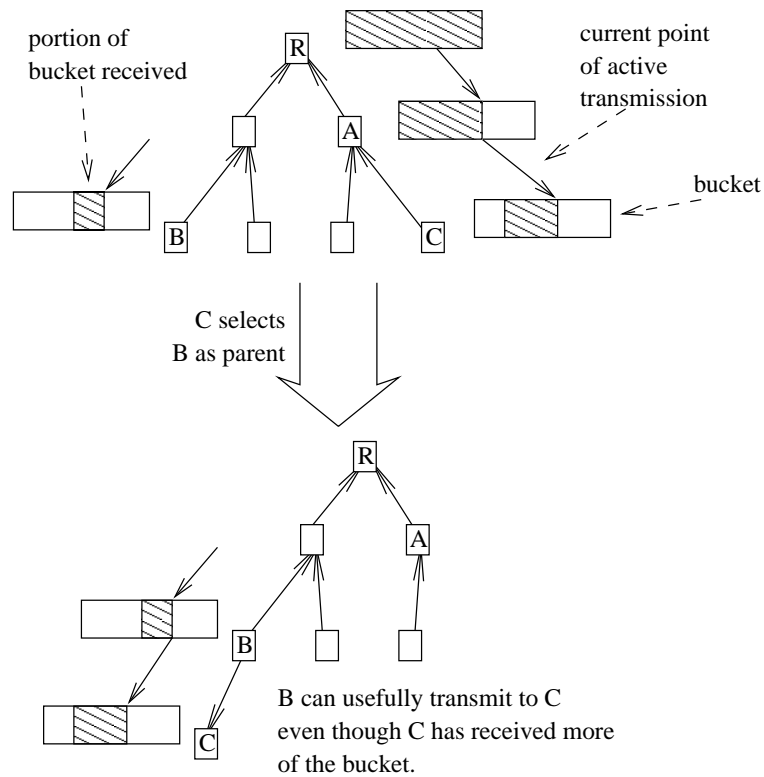 portion of
bucket received
R
current point
of active
transmission
A
bucket
B
C
C selects
B as parent
R
A
B
C
B can usefully transmit to C
even though C has received more
of the bucket.